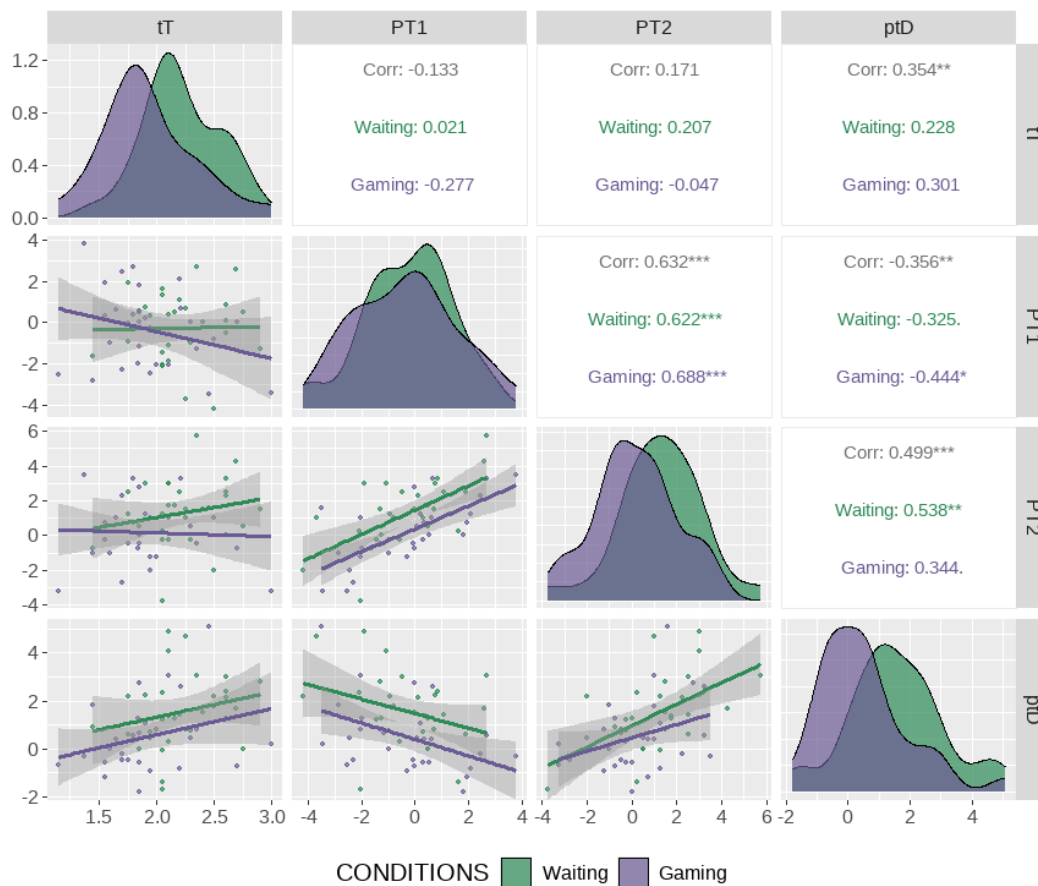 tT PT1 PT2 ptD
1.2 Corr: -0.133 Corr: 0.171 Corr: 0.354**
0.8 Waiting: 0.021 Waiting: 0.207 Waiting: 0.228 tT
0.4 Gaming: -0.277 Gaming: -0.047 Gaming: 0.301
0.0
4 Corr: 0.632*** Corr: -0.356**
2
0 Waiting: 0.622*** Waiting: -0.325. PT1
-2 Gaming: 0.688*** Gaming: -0.444*
-4
6 Corr: 0.499***
4
2 Waiting: 0.538** PT2
0
-2 Gaming: 0.344.
-4
4
2 ptD
0
-2
1.5 2.0 2.5 3.0 -4 -2 0 2 4 -4 -2 0 2 4 6 -2 0 2 4
CONDITIONS Waiting Gaming